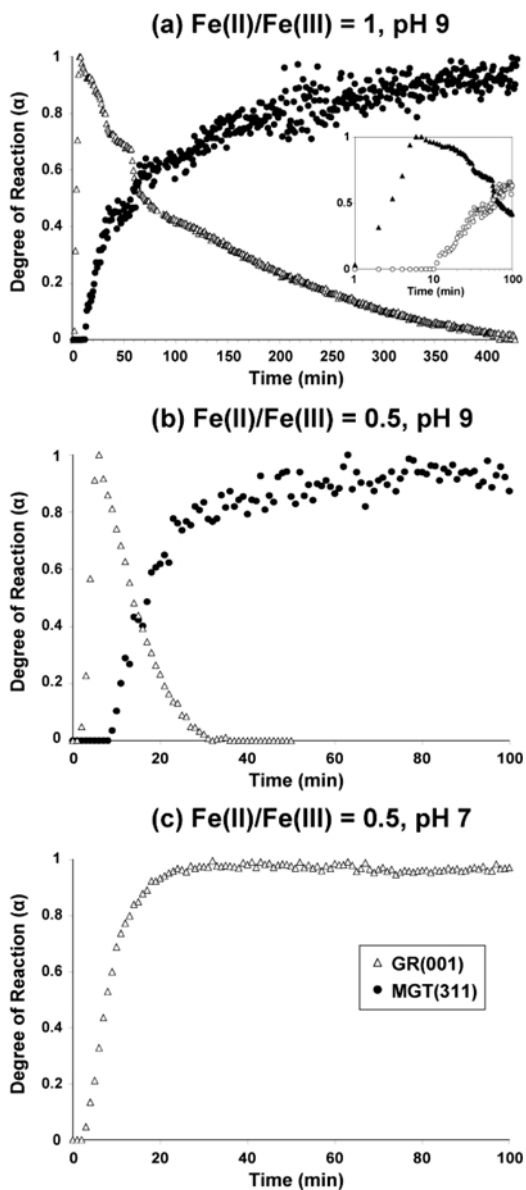 (a) Fe(II)/Fe(III) = 1, pH 9
Degree of Reaction (α)
1
0.8
0.6
0.4
0.2
0
1
0.5
0
1 10 100
Time (min)
0 50 100 150 200 250 300 350 400
Time (min)
(b) Fe(II)/Fe(III) = 0.5, pH 9
Degree of Reaction (α)
1
0.8
0.6
0.4
0.2
0
0 20 40 60 80 100
Time (min)
(c) Fe(II)/Fe(III) = 0.5, pH 7
Degree of Reaction (α)
1
0.8
0.6
0.4
0.2
0
GR(001)
MGT(311)
0 20 40 60 80 100
Time (min)